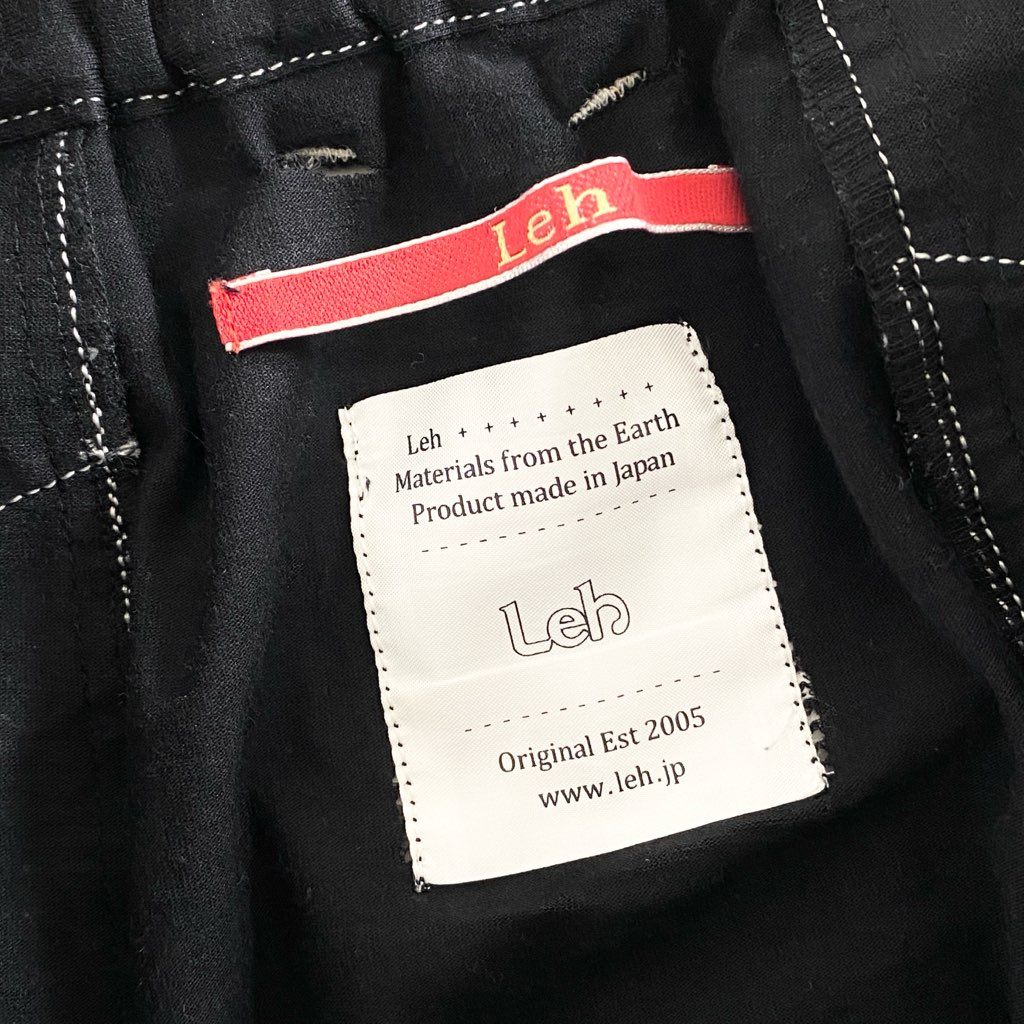 Leh
Leh + + + + + + + +
Materials from the Earth
Product made in Japan
- - - - - - - - - -
Leh
- - - - - - - - - -
Original Est 2005
www.leh.jp